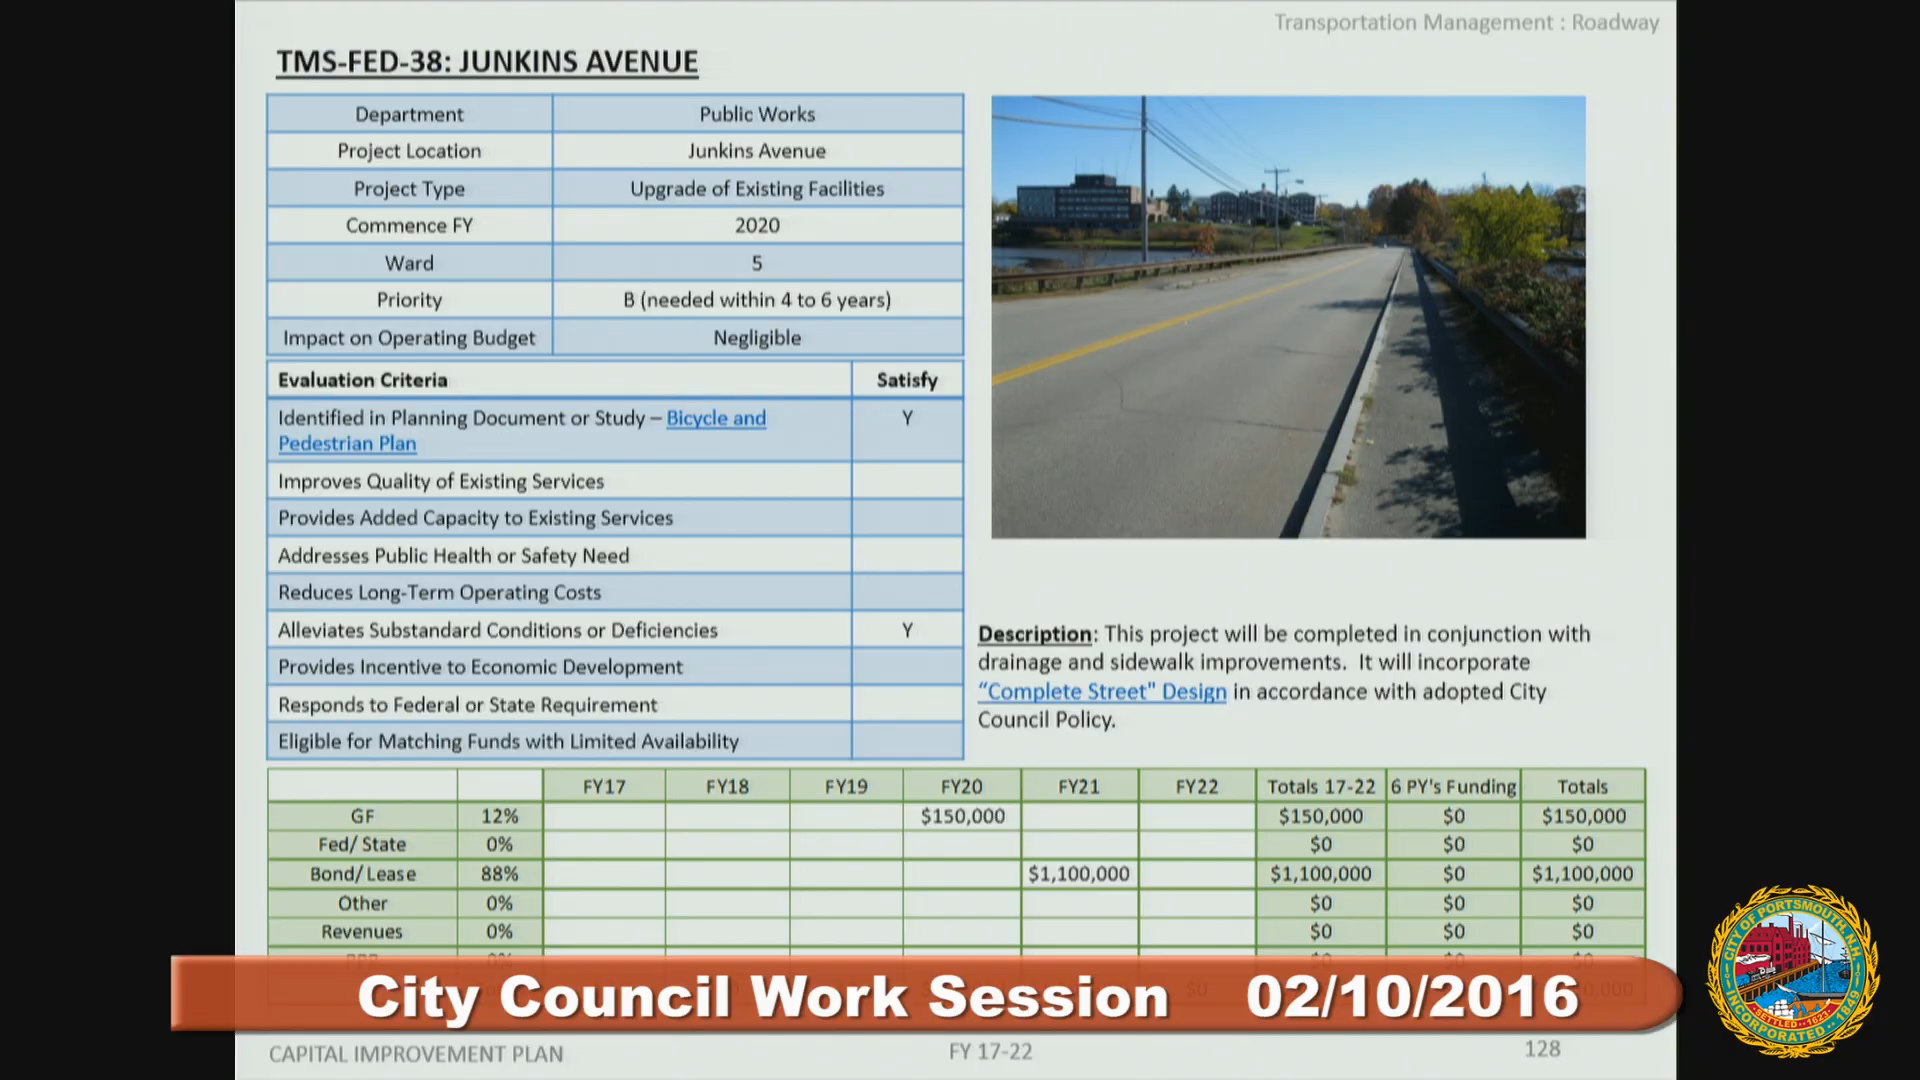 Transportation Management : Roadway
TMS-FED-38: JUNKINS AVENUE
Department Public Works
Project Location Junkins Avenue
Project Type Upgrade of Existing Facilities
Commence FY 2020
Ward 5
Priority B (needed within 4 to 6 years)
Impact on Operating Budget Negligible
Evaluation Criteria Satisfy
Identified in Planning Document or Study – Bicycle and Y
Pedestrian Plan
Improves Quality of Existing Services
Provides Added Capacity to Existing Services
Addresses Public Health or Safety Need
Reduces Long-Term Operating Costs
Alleviates Substandard Conditions or Deficiencies Y
Provides Incentive to Economic Development
Responds to Federal or State Requirement
Eligible for Matching Funds with Limited Availability
Description: This project will be completed in conjunction with
drainage and sidewalk improvements. It will incorporate
“Complete Street" Design in accordance with adopted City
Council Policy.
FY17 FY18 FY19 FY20 FY21 FY22 Totals 17-22 6 PY's Funding Totals
GF 12% $150,000 $150,000 $0 $150,000
Fed/ State 0% $0 $0 $0
Bond/ Lease 88% $1,100,000 $1,100,000 $0 $1,100,000
Other 0% $0 $0 $0
Revenues 0% $0 $0 $0
City Council Work Session 02/10/2016
CITY OF PORTSMOUTH, N.H.
SETTLED 1623
INCORPORATED 1849
CAPITAL IMPROVEMENT PLAN FY 17-22 128